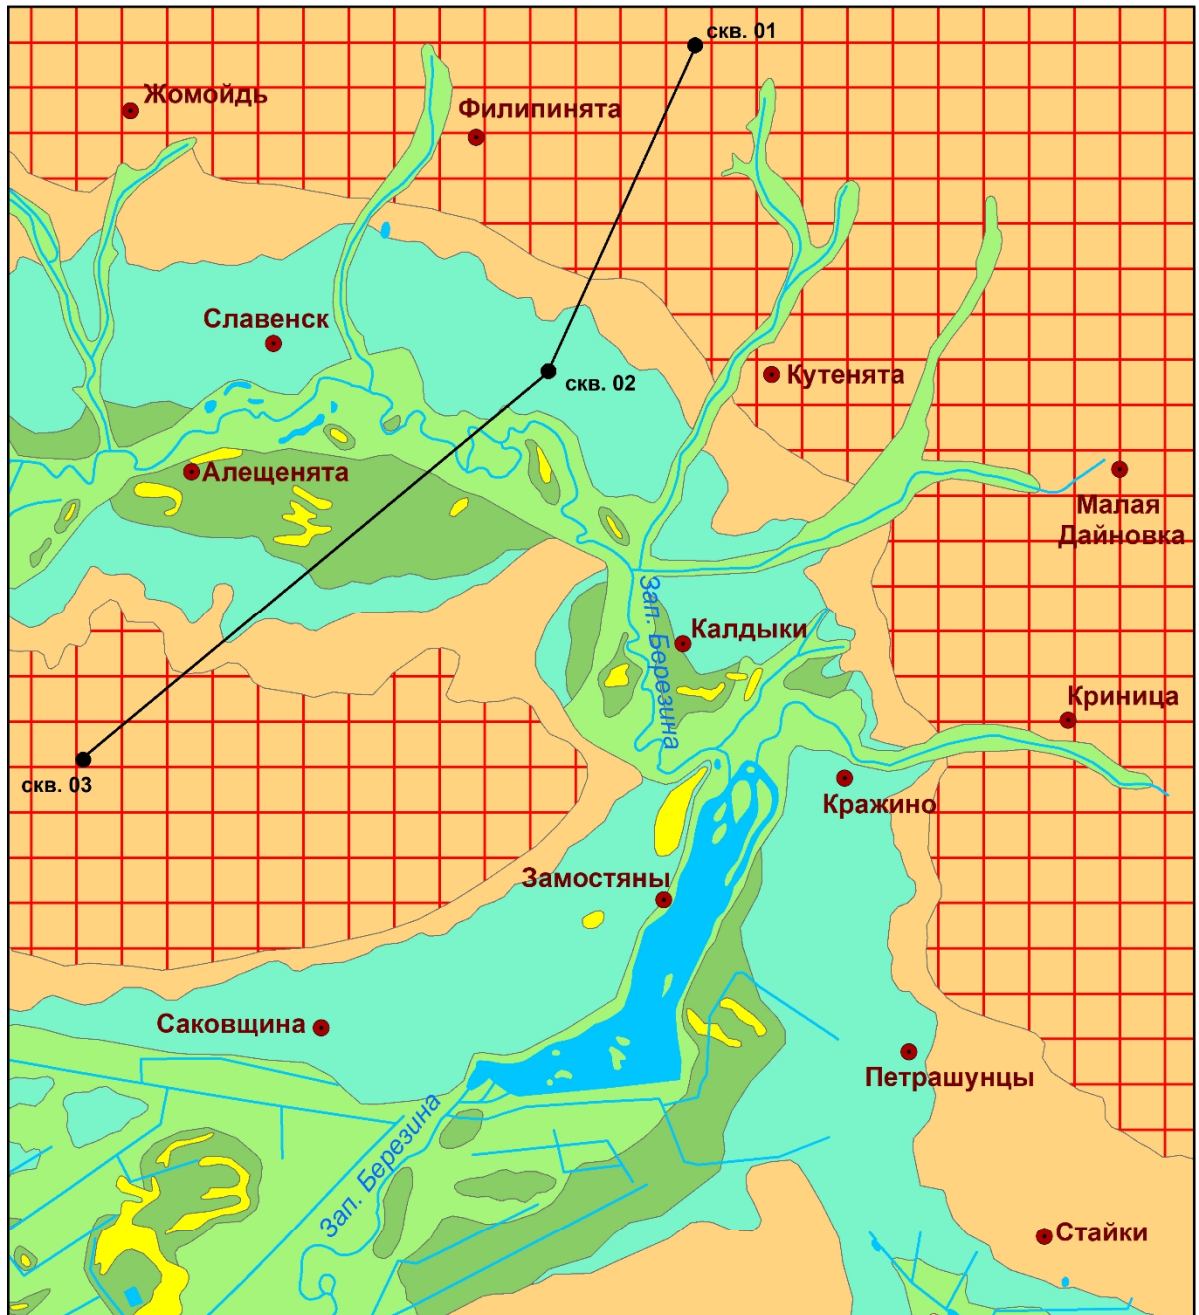 скв. 01
Жомойдь
Филипинята
Славенск
скв. 02
Кутенята
Алещенята
Малая
Дайновка
Зап. Березина
Калдыки
Криница
скв. 03
Кражино
Замостяны
Саковщина
Петрашунцы
Зап. Березина
Стайки